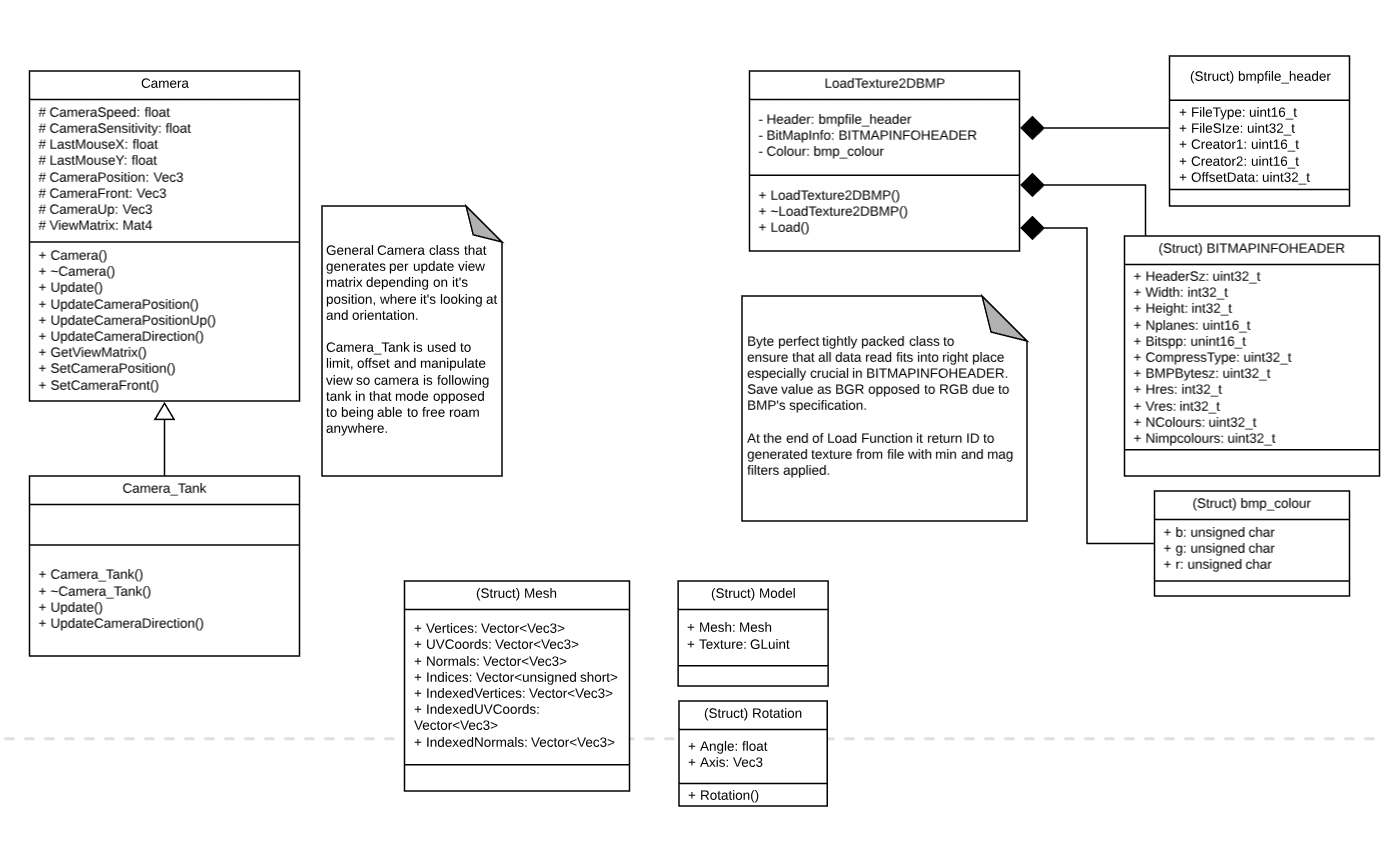 Camera
# CameraSpeed: float
# CameraSensitivity: float
# LastMouseX: float
# LastMouseY: float
# CameraPosition: Vec3
# CameraFront: Vec3
# CameraUp: Vec3
# ViewMatrix: Mat4
+ Camera()
+ ~Camera()
+ Update()
+ UpdateCameraPosition()
+ UpdateCameraPositionUp()
+ UpdateCameraDirection()
+ GetViewMatrix()
+ SetCameraPosition()
+ SetCameraFront()
General Camera class that
generates per update view
matrix depending on it's
position, where it's looking at
and orientation.
Camera_Tank is used to
limit, offset and manipulate
view so camera is following
tank in that mode opposed
to being able to free roam
anywhere.
Camera_Tank
+ Camera_Tank()
+ ~Camera_Tank()
+ Update()
+ UpdateCameraDirection()
LoadTexture2DBMP
- Header: bmpfile_header
- BitMapInfo: BITMAPINFOHEADER
- Colour: bmp_colour
+ LoadTexture2DBMP()
+ ~LoadTexture2DBMP()
+ Load()
Byte perfect tightly packed class to
ensure that all data read fits into right place
especially crucial in BITMAPINFOHEADER.
Save value as BGR opposed to RGB due to
BMP's specification.
At the end of Load Function it return ID to
generated texture from file with min and mag
filters applied.
(Struct) bmpfile_header
+ FileType: uint16_t
+ FileSIze: uint32_t
+ Creator1: uint16_t
+ Creator2: uint16_t
+ OffsetData: uint32_t
(Struct) BITMAPINFOHEADER
+ HeaderSz: uint32_t
+ Width: int32_t
+ Height: int32_t
+ Nplanes: uint16_t
+ Bitspp: unint16_t
+ CompressType: uint32_t
+ BMPBytesz: uint32_t
+ Hres: int32_t
+ Vres: int32_t
+ NColours: uint32_t
+ Nimpcolours: uint32_t
(Struct) bmp_colour
+ b: unsigned char
+ g: unsigned char
+ r: unsigned char
(Struct) Mesh
+ Vertices: Vector<Vec3>
+ UVCoords: Vector<Vec3>
+ Normals: Vector<Vec3>
+ Indices: Vector<unsigned short>
+ IndexedVertices: Vector<Vec3>
+ IndexedUVCoords:
Vector<Vec3>
+ IndexedNormals: Vector<Vec3>
(Struct) Model
+ Mesh: Mesh
+ Texture: GLuint
(Struct) Rotation
+ Angle: float
+ Axis: Vec3
+ Rotation()